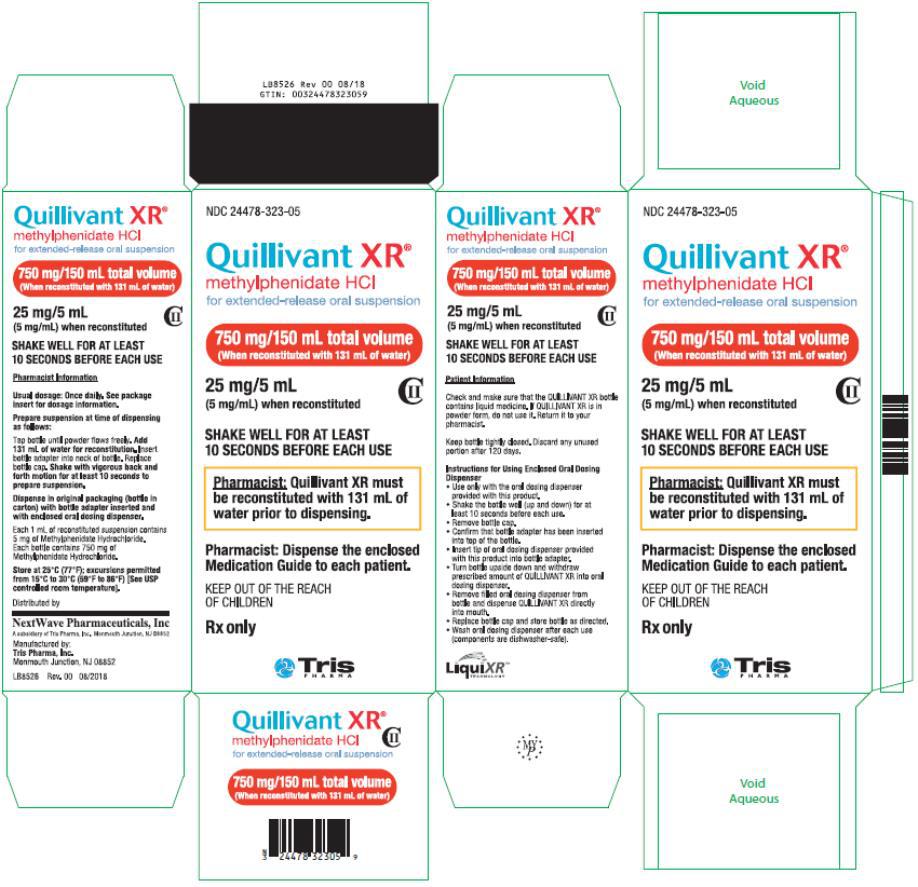 LB8526 Rev 00 08/18
GTIN: 00324478323059
Void
Aqueous
Quillivant XR®
methylphenidate HCl
for extended-release oral suspension
750 mg/150 mL total volume
(When reconstituted with 131 mL of water)
25 mg/5 mL
(5 mg/mL) when reconstituted
CII
SHAKE WELL FOR AT LEAST
10 SECONDS BEFORE EACH USE
Pharmacist Information
Usual dosage: Once daily. See package
insert for dosage information.
Prepare suspension at time of dispensing
as follows:
Tap bottle until powder flows freely. Add
131 mL of water for reconstitution. Insert
bottle adapter into neck of bottle. Replace
bottle cap. Shake with vigorous back and
forth motion for at least 10 seconds to
prepare suspension.
Dispense in original packaging (bottle in
carton) with bottle adapter inserted and
with enclosed oral dosing dispenser.
Each 1 mL of reconstituted suspension contains
5 mg of Methylphenidate Hydrochloride.
Each bottle contains 750 mg of
Methylphenidate Hydrochloride.
Store at 25°C (77°F); excursions permitted
from 15°C to 30°C (59°F to 86°F) [See USP
controlled room temperature].
Distributed by
NextWave Pharmaceuticals, Inc
A subsidiary of Tris Pharma, Inc., Monmouth Junction, NJ 08852
Manufactured by:
Tris Pharma, Inc.
Monmouth Junction, NJ 08852
LB8526 Rev. 00 08/2018
NDC 24478-323-05
Quillivant XR®
methylphenidate HCl
for extended-release oral suspension
750 mg/150 mL total volume
(When reconstituted with 131 mL of water)
25 mg/5 mL
(5 mg/mL) when reconstituted
CII
SHAKE WELL FOR AT LEAST
10 SECONDS BEFORE EACH USE
Pharmacist: Quillivant XR must
be reconstituted with 131 mL of
water prior to dispensing.
Pharmacist: Dispense the enclosed
Medication Guide to each patient.
KEEP OUT OF THE REACH
OF CHILDREN
Rx only
Tris
PHARMA
Quillivant XR®
methylphenidate HCl
for extended-release oral suspension
750 mg/150 mL total volume
(When reconstituted with 131 mL of water)
25 mg/5 mL
(5 mg/mL) when reconstituted
CII
SHAKE WELL FOR AT LEAST
10 SECONDS BEFORE EACH USE
Patient Information
Check and make sure that the QUILLIVANT XR bottle
contains liquid medicine. If QUILLIVANT XR is in
powder form, do not use it. Return it to your
pharmacist.
Keep bottle tightly closed. Discard any unused
portion after 120 days.
Instructions for Using Enclosed Oral Dosing
Dispenser
• Use only with the oral dosing dispenser
provided with this product.
• Shake the bottle well (up and down) for at
least 10 seconds before each use.
• Remove bottle cap.
• Confirm that bottle adapter has been inserted
into top of the bottle.
• Insert tip of oral dosing dispenser provided
with this product into bottle adapter.
• Turn bottle upside down and withdraw
prescribed amount of QUILLIVANT XR into oral
dosing dispenser.
• Remove filled oral dosing dispenser from
bottle and dispense QUILLIVANT XR directly
into mouth.
• Replace bottle cap and store bottle as directed.
• Wash oral dosing dispenser after each use
(components are dishwasher-safe).
LiquiXR™
TECHNOLOGY
NDC 24478-323-05
Quillivant XR®
methylphenidate HCl
for extended-release oral suspension
750 mg/150 mL total volume
(When reconstituted with 131 mL of water)
25 mg/5 mL
(5 mg/mL) when reconstituted
CII
SHAKE WELL FOR AT LEAST
10 SECONDS BEFORE EACH USE
Pharmacist: Quillivant XR must
be reconstituted with 131 mL of
water prior to dispensing.
Pharmacist: Dispense the enclosed
Medication Guide to each patient.
KEEP OUT OF THE REACH
OF CHILDREN
Rx only
Tris
PHARMA
Quillivant XR®
methylphenidate HCl
CII
for extended-release oral suspension
750 mg/150 mL total volume
(When reconstituted with 131 mL of water)
3 24478 32305 9
Void
Aqueous